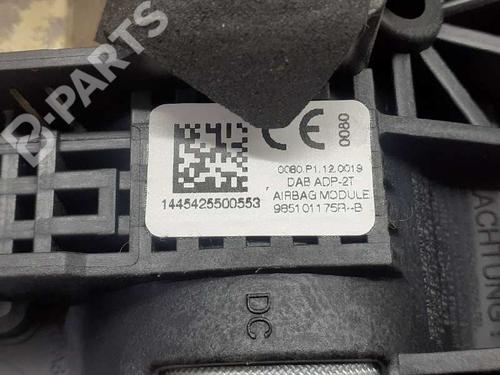 B-PARTS
CE
0080
0080.P1.12.0019
DAB ADP-2T
AIRBAG MODULE
985101175R--B
1445425500553
DC
ACHTUNG